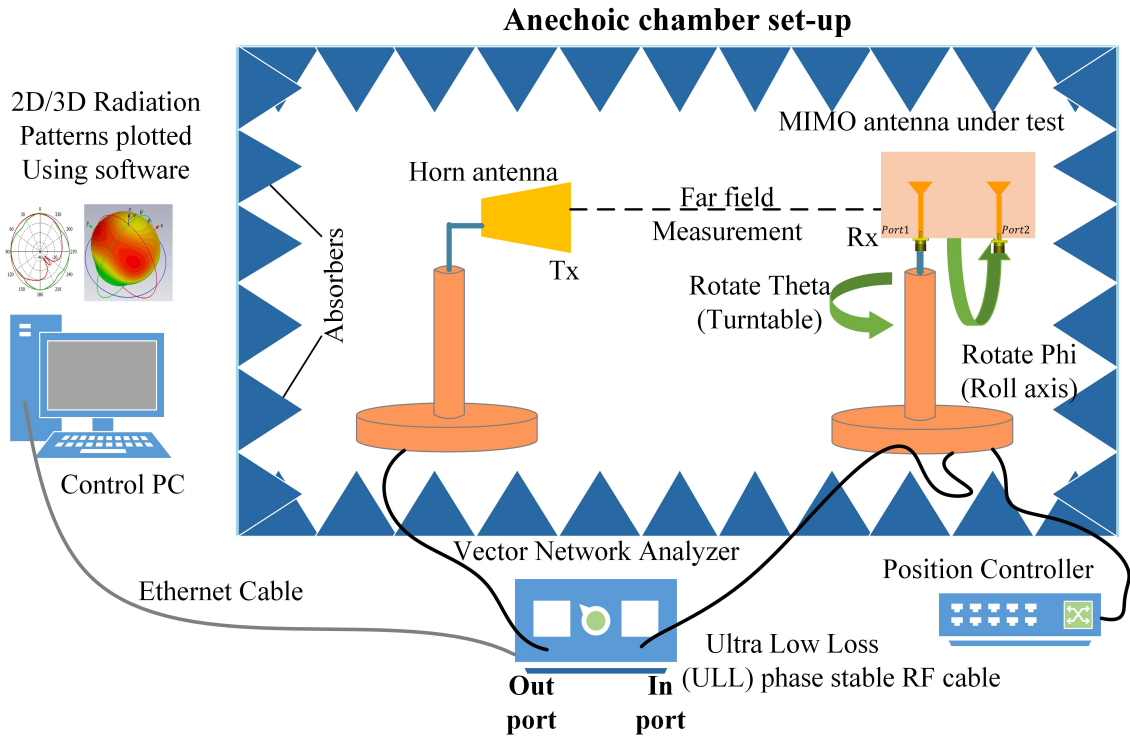 Anechoic chamber set-up
2D/3D Radiation
Patterns plotted
Using software
MIMO antenna under test
Horn antenna
Far field
Measurement
Tx
Rx
Port1
Port2
Absorbers
Rotate Theta
(Turntable)
Rotate Phi
(Roll axis)
Control PC
Vector Network Analyzer
Position Controller
Ethernet Cable
Ultra Low Loss
(ULL) phase stable RF cable
Out
port
In
port